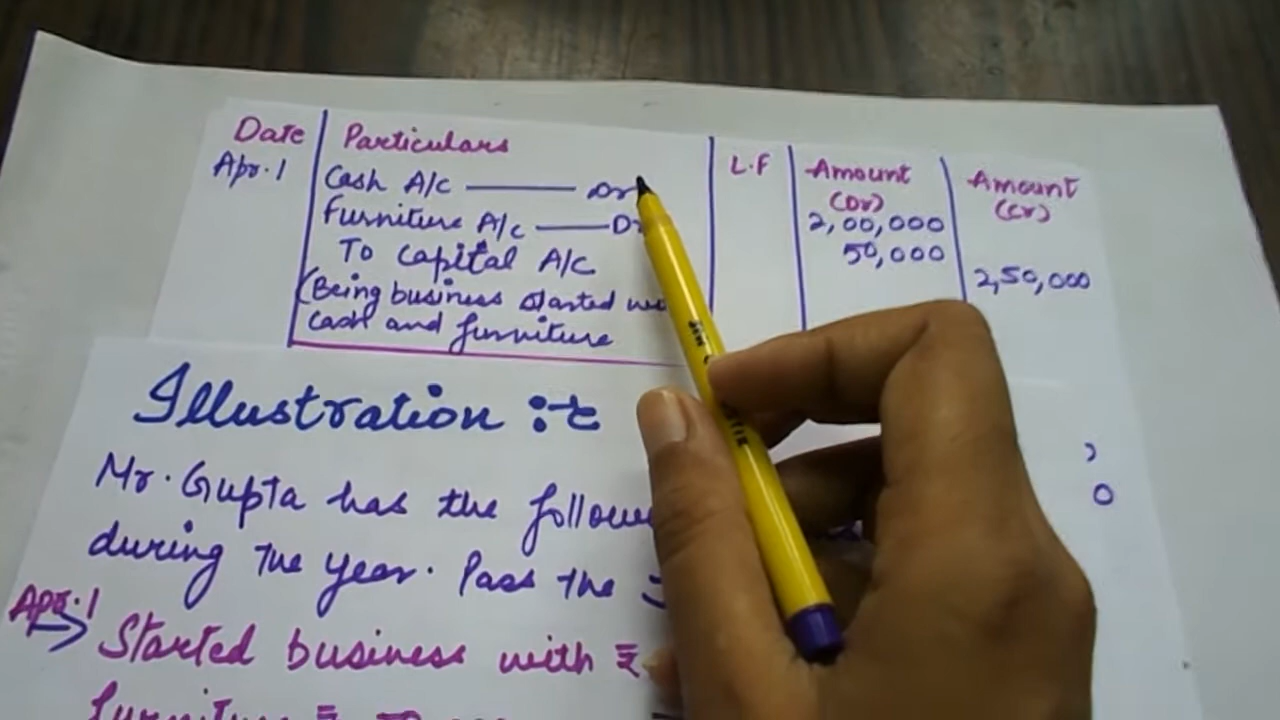 Date Particulars L.F Amount (Dr) Amount (Cr)
Apr.1 Cash A/c Dr 2,00,000
Furniture A/c 50,000
To Capital A/c 2,50,000
(Being business started
Cash and furniture
Illustration :-
Mr. Gupta has the
during the year. Pass the
Apr.1
Started business with ₹